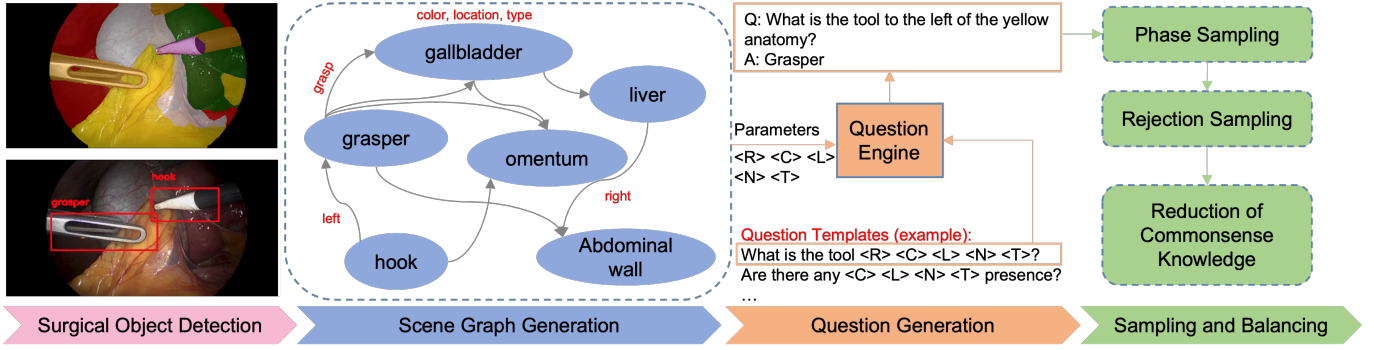 hook
grasper
color, location, type
gallbladder
grasp
liver
grasper
omentum
right
left
hook
Abdominal
wall
Q: What is the tool to the left of the yellow
anatomy?
A: Grasper
Parameters
<R> <C> <L>
<N> <T>
Question
Engine
Question Templates (example):
What is the tool <R> <C> <L> <N> <T>?
Are there any <C> <L> <N> <T> presence?
...
Phase Sampling
Rejection Sampling
Reduction of
Commonsense
Knowledge
Surgical Object Detection
Scene Graph Generation
Question Generation
Sampling and Balancing